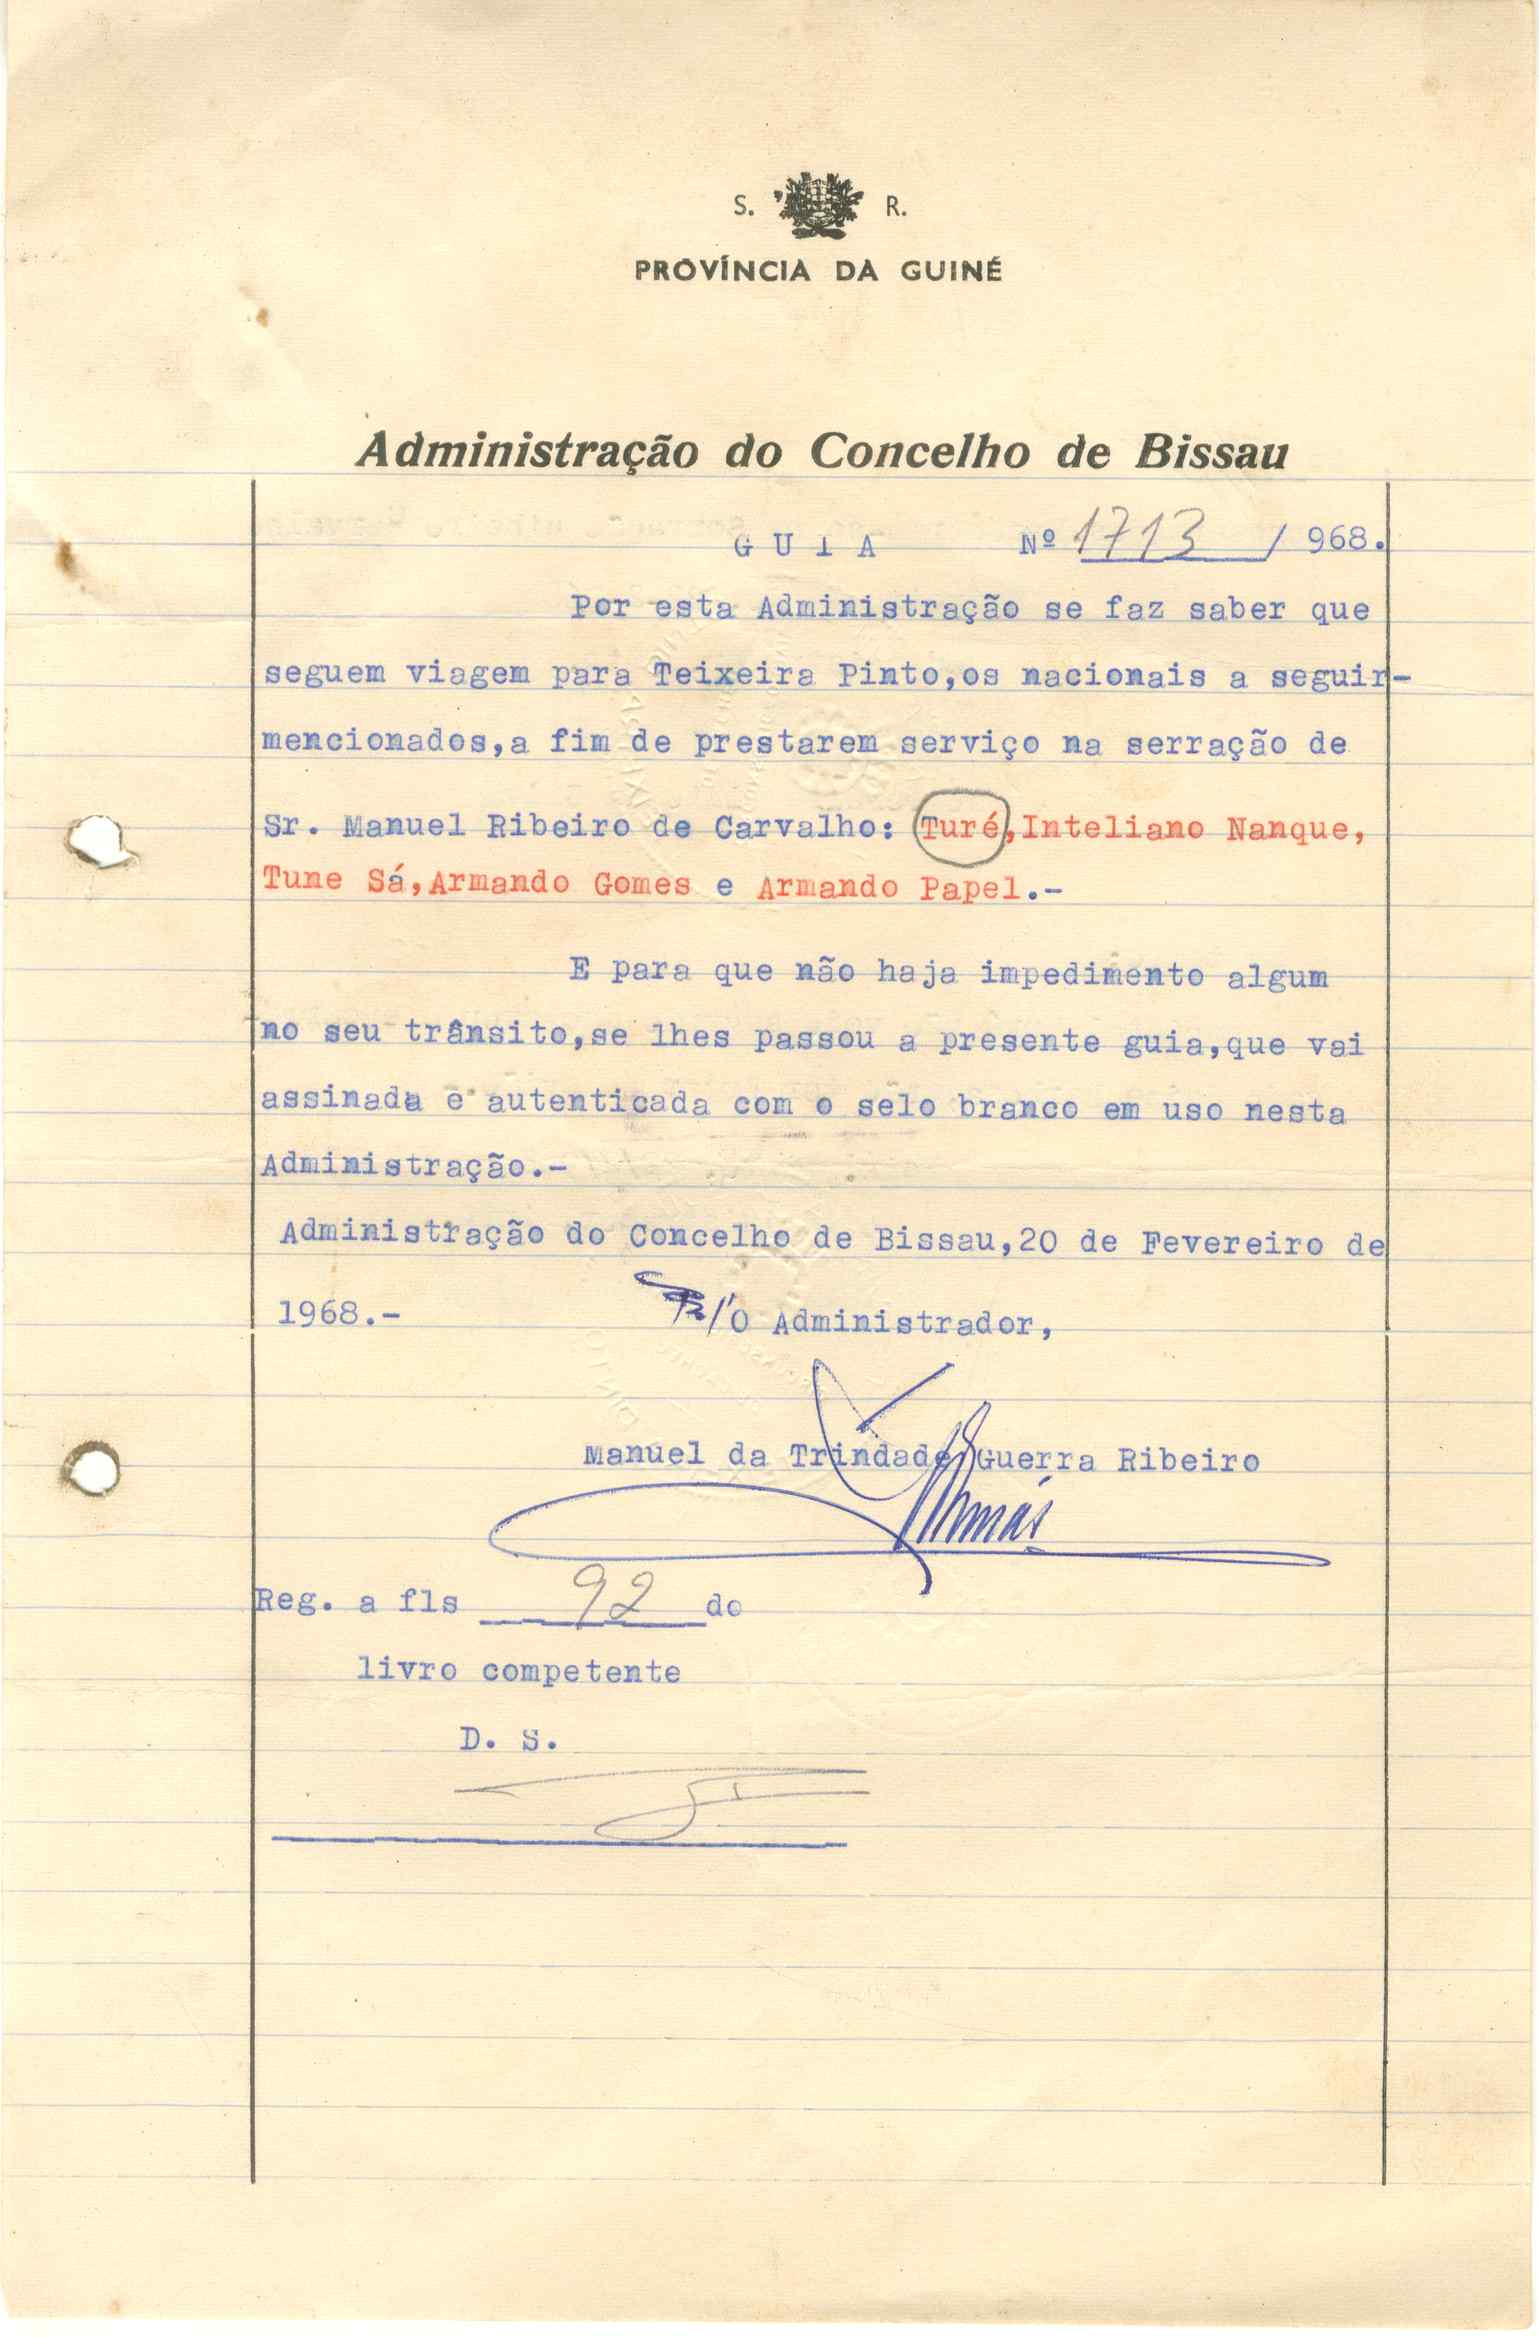 S. R.
PROVÍNCIA DA GUINÉ
Administração do Concelho de Bissau
G U I A Nº 1713 / 968.
Por esta Administração se faz saber que
seguem viagem para Teixeira Pinto,os nacionais a seguir-
mencionados,a fim de prestarem serviço na serração de
Sr. Manuel Ribeiro de Carvalho: Turé,Inteliano Nanque,
Tune Sá,Armando Gomes e Armando Papel.-
E para que não haja impedimento algum
no seu trânsito,se lhes passou a presente guia,que vai
assinada e autenticada com o selo branco em uso nesta
Administração.-
Administração do Concelho de Bissau,20 de Fevereiro de
1968.- /O Administrador,
Manuel da Trindade Guerra Ribeiro
Reg. a fls 92 do
livro competente
D. S.